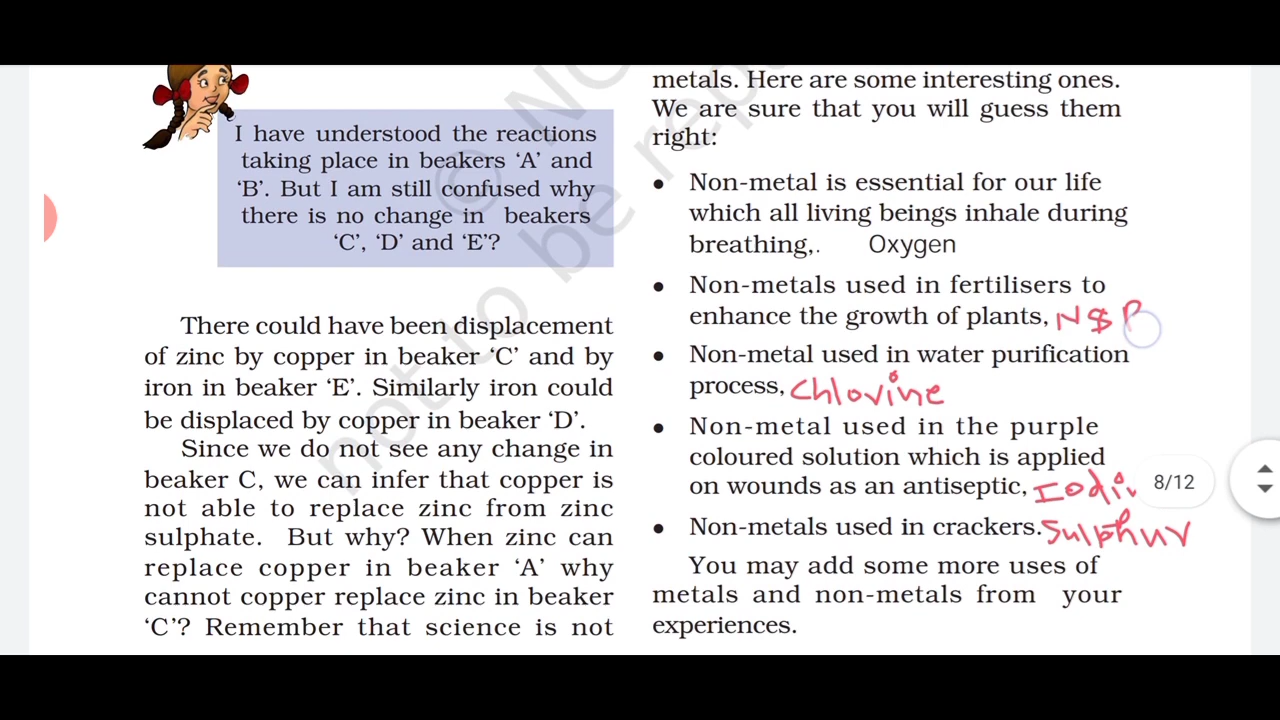 I have understood the reactions
taking place in beakers ‘A’ and
‘B’. But I am still confused why
there is no change in beakers
‘C’, ‘D’ and ‘E’?
There could have been displacement
of zinc by copper in beaker ‘C’ and by
iron in beaker ‘E’. Similarly iron could
be displaced by copper in beaker ‘D’.
Since we do not see any change in
beaker C, we can infer that copper is
not able to replace zinc from zinc
sulphate. But why? When zinc can
replace copper in beaker ‘A’ why
cannot copper replace zinc in beaker
‘C’? Remember that science is not
metals. Here are some interesting ones.
We are sure that you will guess them
right:
• Non-metal is essential for our life
which all living beings inhale during
breathing,. Oxygen
• Non-metals used in fertilisers to
enhance the growth of plants, N $ P
• Non-metal used in water purification
process, Chlorine
• Non-metal used in the purple
coloured solution which is applied
on wounds as an antiseptic,
• Non-metals used in crackers. Sulphur
You may add some more uses of
metals and non-metals from your
experiences.
8/12
not to be